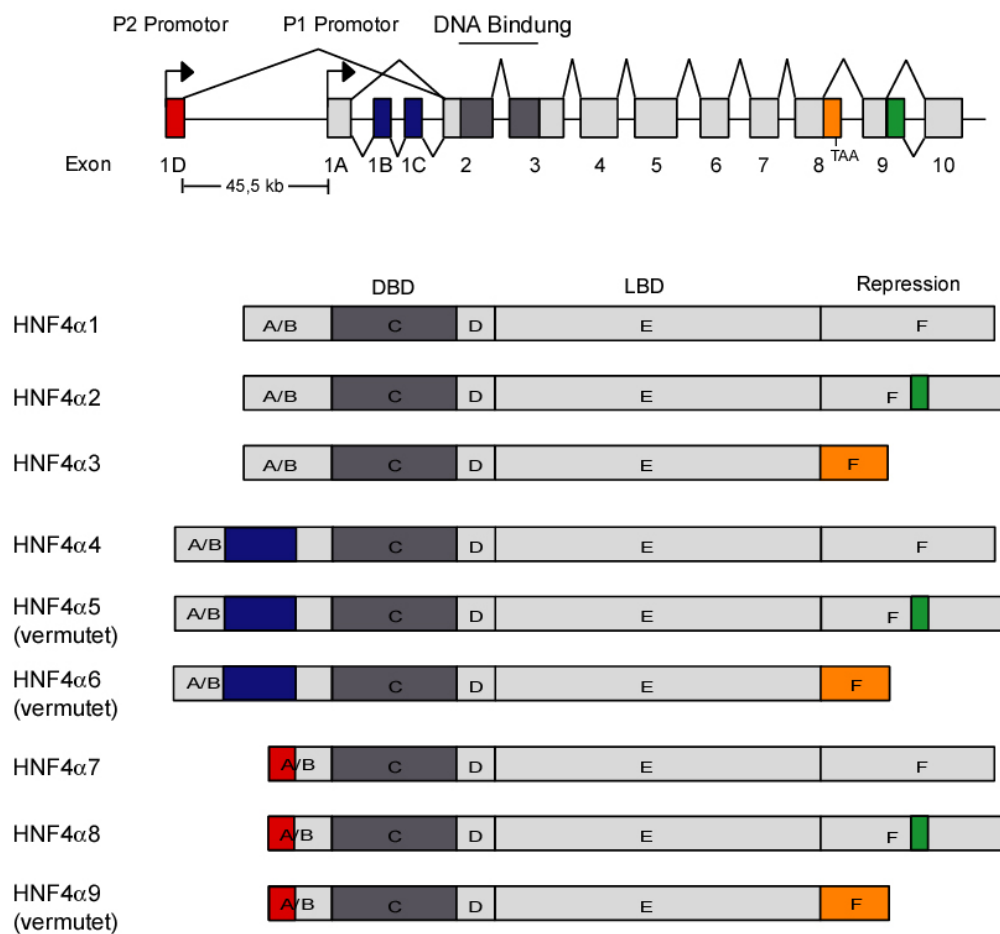 P2 Promotor P1 Promotor DNA Bindung
TAA
Exon 1D 1A 1B 1C 2 3 4 5 6 7 8 9 10
45,5 kb
DBD LBD Repression
HNF4α1 A/B C D E F
HNF4α2 A/B C D E F
HNF4α3 A/B C D E F
HNF4α4 A/B C D E F
HNF4α5 A/B C D E F
(vermutet)
HNF4α6 A/B C D E F
(vermutet)
HNF4α7 A/B C D E F
HNF4α8 A/B C D E F
HNF4α9 A/B C D E F
(vermutet)